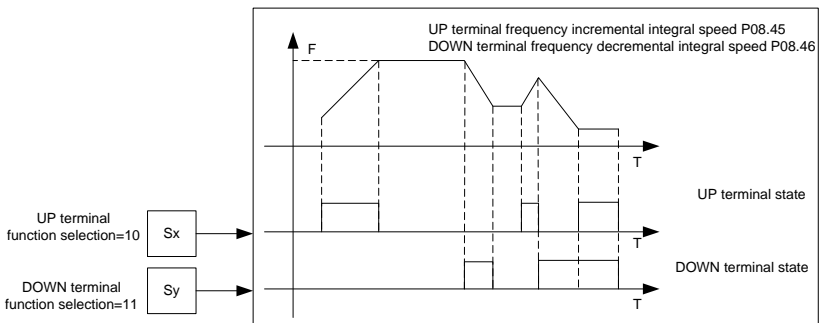 UP terminal frequency incremental integral speed P08.45
DOWN terminal frequency decremental integral speed P08.46
F
T
UP terminal state
UP terminal
function selection=10
Sx
T
DOWN terminal state
DOWN terminal
function selection=11
Sy
T